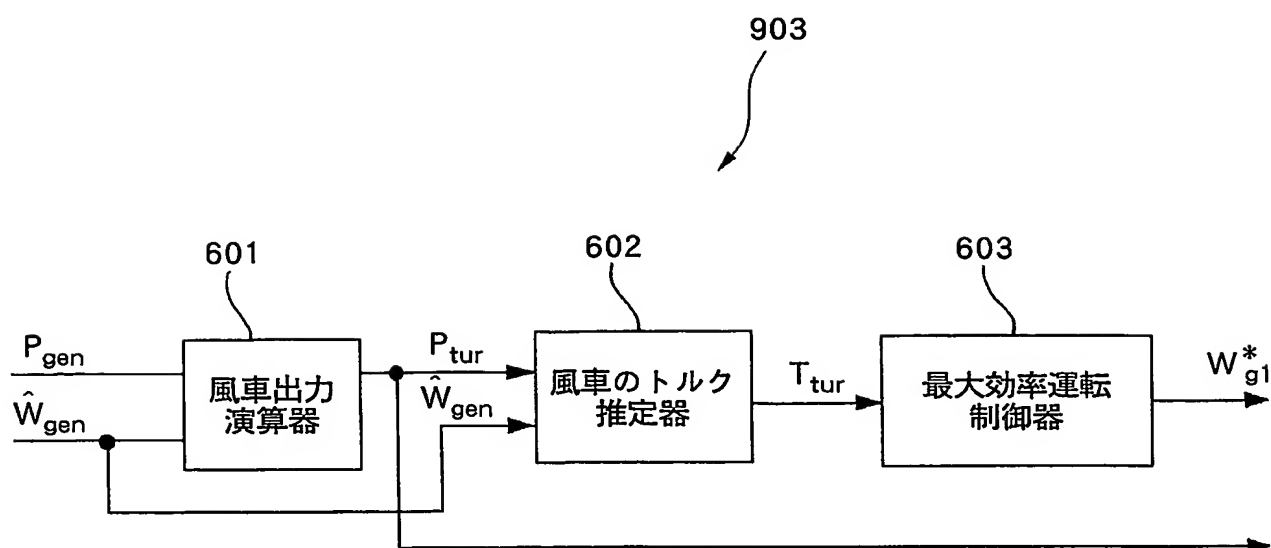 903
601
602
603
P_gen
Ŵ_gen
風車出力
演算器
P_tur
Ŵ_gen
風車のトルク
推定器
T_tur
最大効率運転
制御器
W*_g1